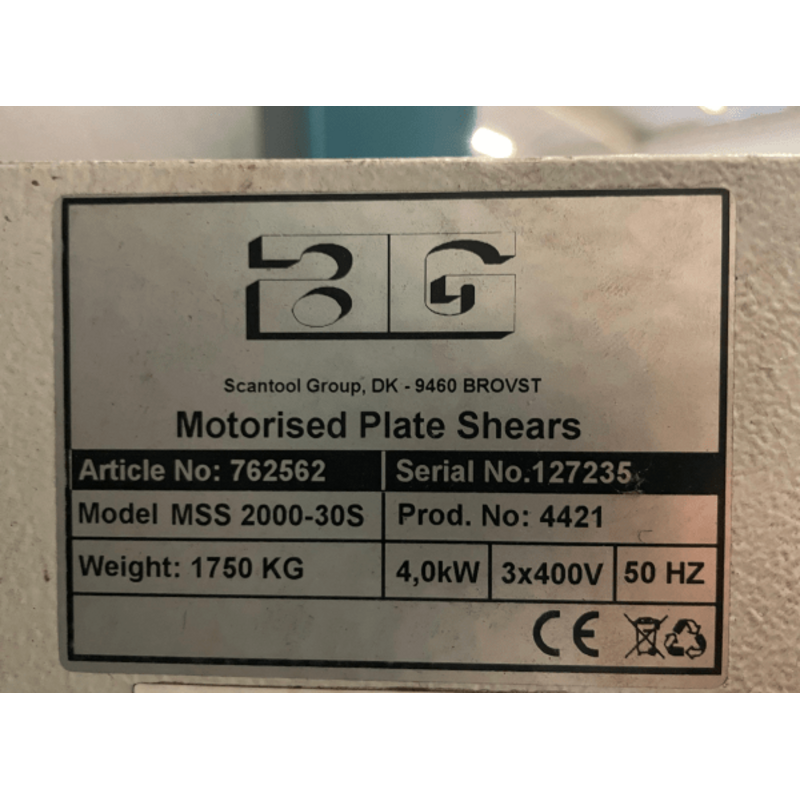 BG
Scantool Group, DK - 9460 BROVST
Motorised Plate Shears
Article No: 762562 Serial No.127235
Model MSS 2000-30S Prod. No: 4421
Weight: 1750 KG 4,0kW 3x400V 50 HZ
CE